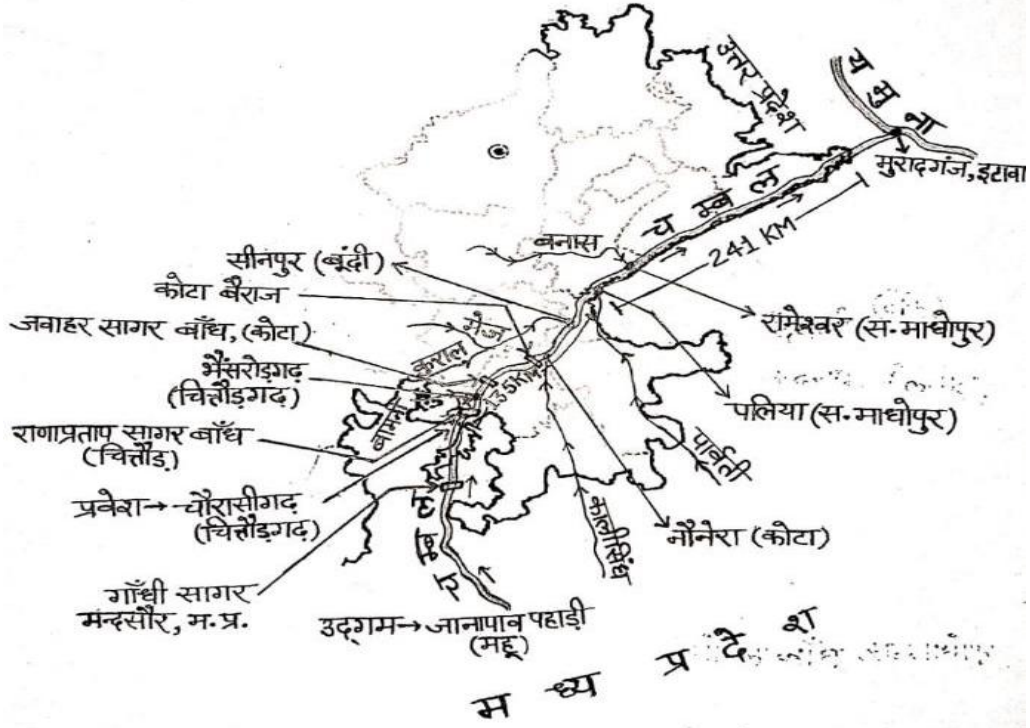 उत्तर प्रदेश
यमुना
मुरादगंज, इटावा
चम्बल
241 KM
बनास
सीनपुर (बूंदी)
कोटा बैराज
रामेश्वर (स. माधोपुर)
जवाहर सागर बाँध, (कोटा)
मेज
कराल
भैंसरोड़गढ़
(चित्तौड़गढ़)
135KM
पलिया (स. माधोपुर)
बामनी
राणाप्रताप सागर बाँध
(चित्तौड़)
पार्वती
प्रवेश→ चौरासीगढ़
(चित्तौड़गढ़)
कालीसिंध
नौनेरा (कोटा)
चम्बल
गाँधी सागर
मन्दसौर, म.प्र.
उद्‌गम→ जानापाव पहाड़ी
(महू)
मध्य प्रदेश